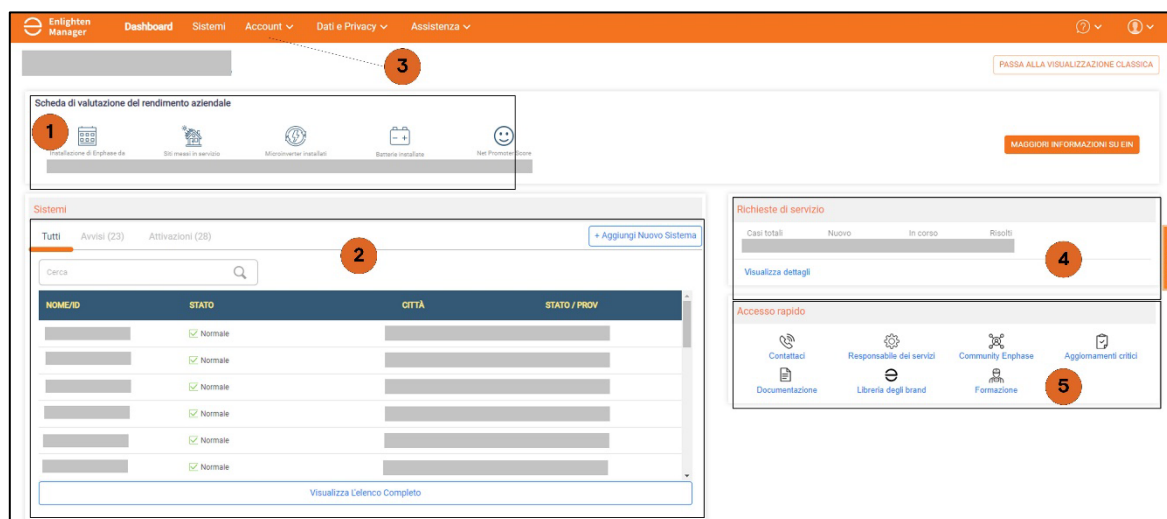 Enlighten Manager
Dashboard Sistemi Account Dati e Privacy Assistenza
3
PASSA ALLA VISUALIZZAZIONE CLASSICA
Scheda di valutazione del rendimento aziendale
1
Installazione di Enphase da Siti messi in servizio Microinverter installati Batteria installata Net Promoter Score
MAGGIORI INFORMAZIONI SU EIN
Sistemi
Tutti Avvisi (23) Attivazioni (28)
2
+ Aggiungi Nuovo Sistema
Cerca
NOME/ID STATO CITTÀ STATO / PROV
Normale
Normale
Normale
Normale
Normale
Normale
Visualizza L'elenco Completo
Richieste di servizio
Casi totali Nuovo In corso Risolti
4
Visualizza dettagli
Accesso rapido
Contattaci Responsabile dei servizi Community Enphase Aggiornamenti critici
Documentazione Libreria degli brand Formazione
5